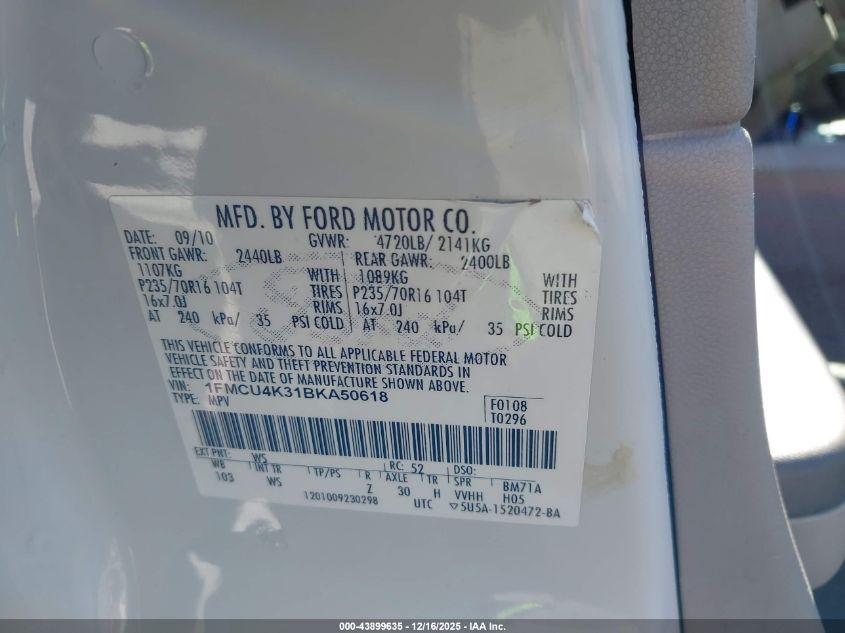 MFD. BY FORD MOTOR CO.
DATE: 09/10 GVWR: 4720LB/ 2141KG
FRONT GAWR: 2440LB REAR GAWR: 2400LB
1107KG WITH 1089KG WITH
P235/70R16 104T TIRES P235/70R16 104T TIRES
16x7.0J RIMS 16x7.0J RIMS
AT 240 kPa/ 35 PSI COLD AT 240 kPa/ 35 PSI COLD
THIS VEHICLE CONFORMS TO ALL APPLICABLE FEDERAL MOTOR
VEHICLE SAFETY AND THEFT PREVENTION STANDARDS IN
EFFECT ON THE DATE OF MANUFACTURE SHOWN ABOVE.
VIN: 1FMCU4K31BKA50618 F0108
TYPE: MPV T0296
EXT PNT: WS RC: 52 DSO:
WB INT TR TP/PS R AXLE TR SPR BM71A
103 WS Z 30 H VVHH H05
1201009230298 UTC ▽5U5A-1520472-BA
000-43899635 - 12/16/2025 - IAA Inc.